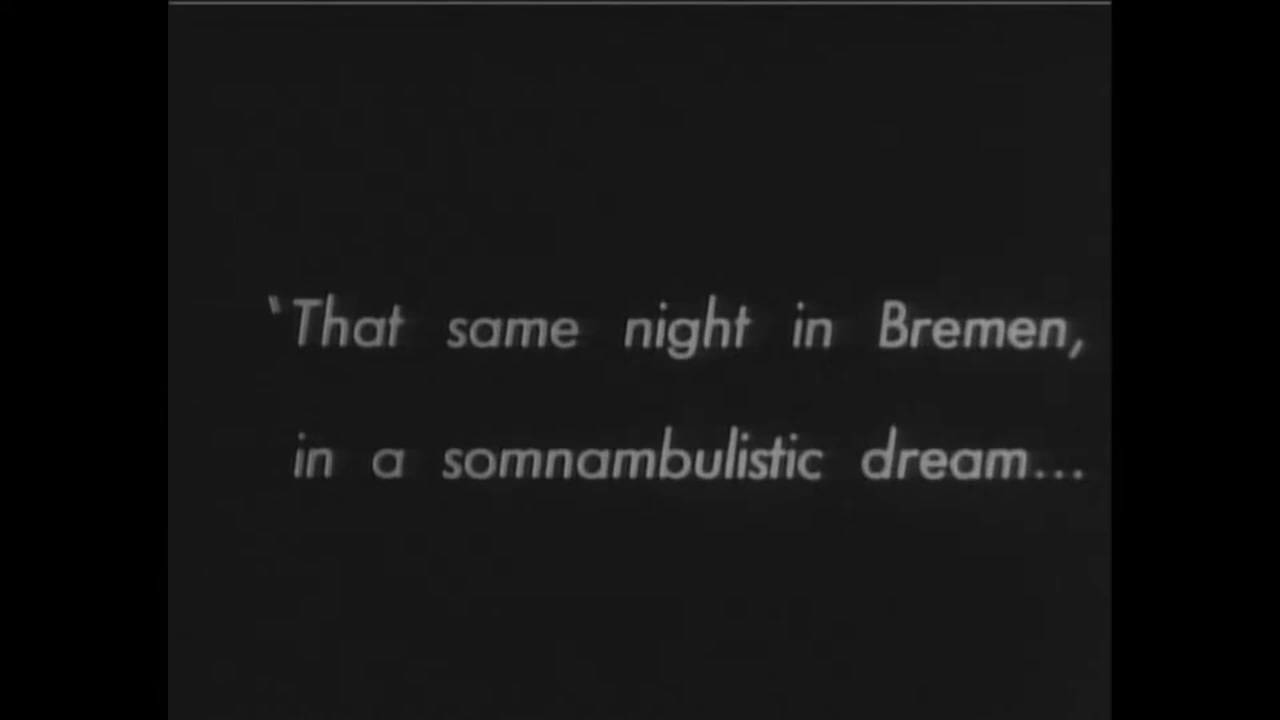 ‛That same night in Bremen,
in a somnambulistic dream...